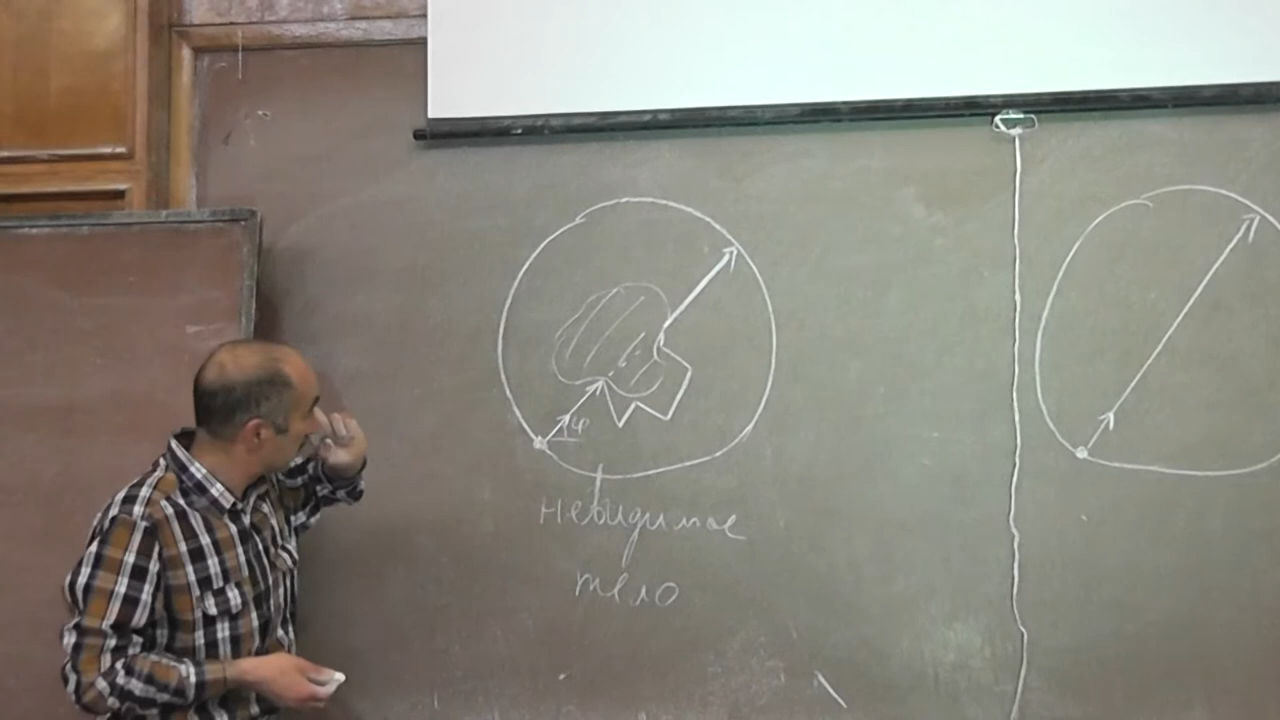 φ
невидимое
тело